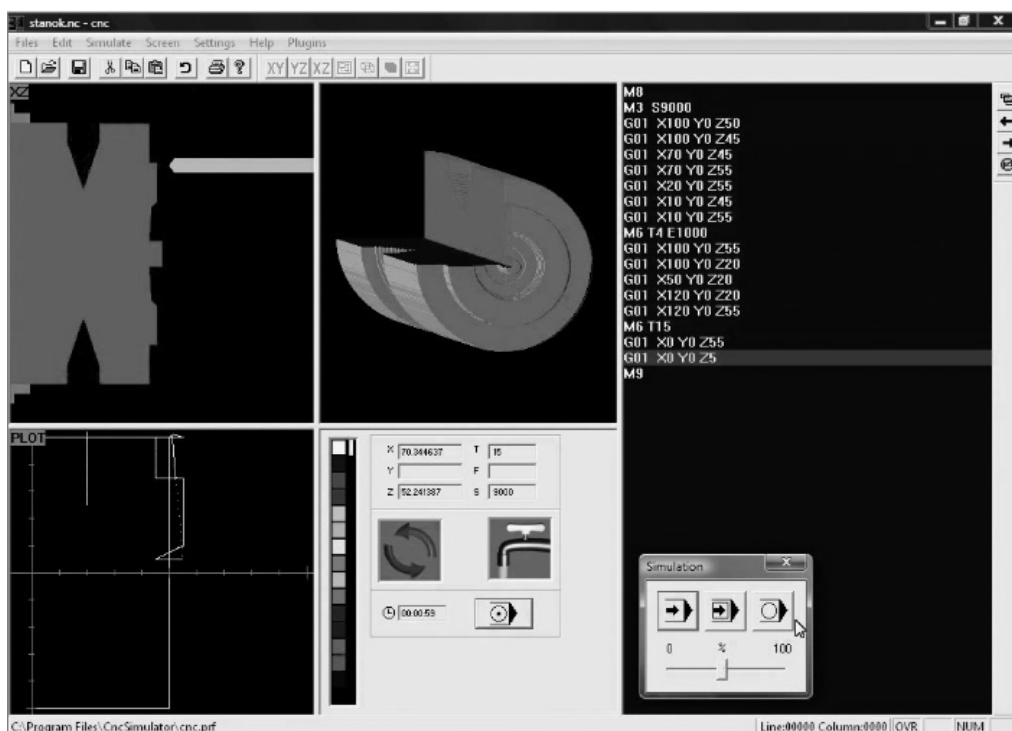 stanok.nc - cnc
Files Edit Simulate Screen Settings Help Plugins
XY YZ XZ
XZ
M8
M3 S9000
G01 X100 Y0 Z50
G01 X100 Y0 Z45
G01 X70 Y0 Z45
G01 X70 Y0 Z55
G01 X20 Y0 Z55
G01 X10 Y0 Z45
G01 X10 Y0 Z55
M6 T4 E1000
G01 X100 Y0 Z55
G01 X100 Y0 Z20
G01 X50 Y0 Z20
G01 X120 Y0 Z20
G01 X120 Y0 Z55
M6 T15
G01 X0 Y0 Z55
G01 X0 Y0 Z5
M9
PLOT
X 70.344637 T 15
Y F
Z 52.241387 S 9000
00:00:59
Simulation
0 % 100
C:\Program Files\CncSimulator\cnc.prf Line:00000 Column:0000 OVR NUM